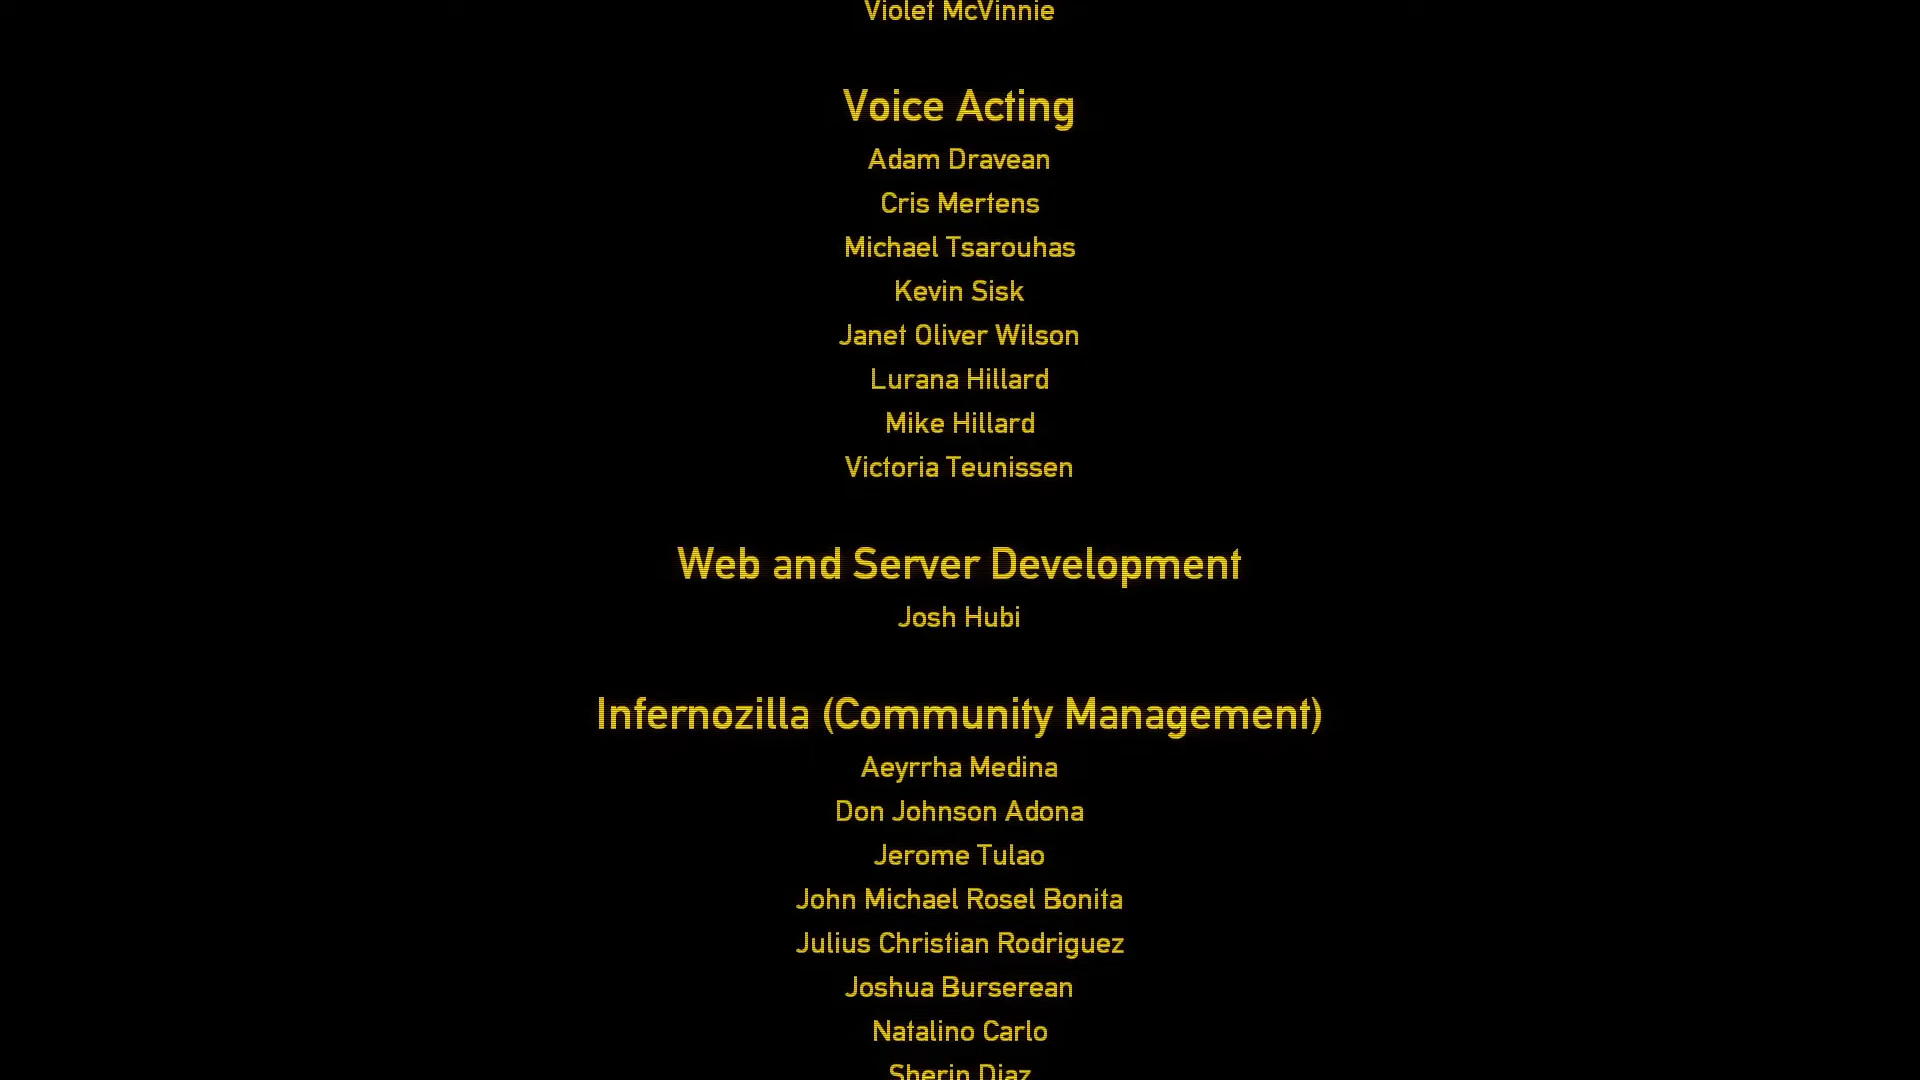 Violet McVinnie
Voice Acting
Adam Dravean
Cris Mertens
Michael Tsarouhas
Kevin Sisk
Janet Oliver Wilson
Lurana Hillard
Mike Hillard
Victoria Teunissen
Web and Server Development
Josh Hubi
Infernozilla (Community Management)
Aeyrrha Medina
Don Johnson Adona
Jerome Tulao
John Michael Rosel Bonita
Julius Christian Rodriguez
Joshua Burserean
Natalino Carlo
Sherin Diaz